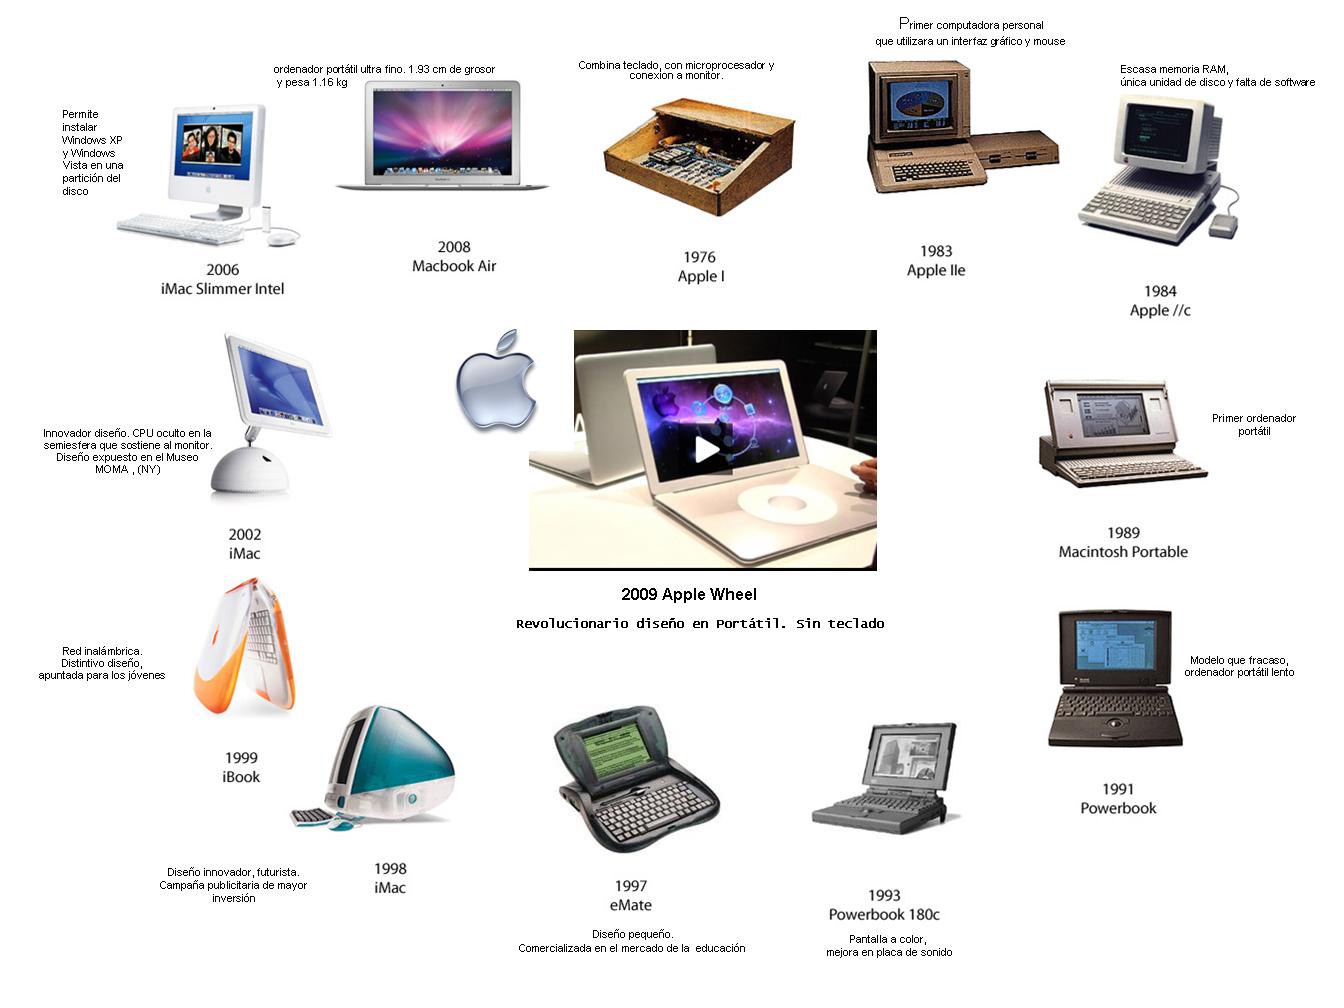 Primer computadora personal
que utilizara un interfaz gráfico y mouse
ordenador portátil ultra fino. 1.93 cm de grosor
y pesa 1.16 kg
Combina teclado, con microprocesador y
conexion a monitor.
Escasa memoria RAM,
única unidad de disco y falta de software
Permite
instalar
Windows XP
y Windows
Vista en una
partición del
disco
2006
iMac Slimmer Intel
2008
Macbook Air
1976
Apple I
1983
Apple IIe
1984
Apple //c
Innovador diseño. CPU oculto en la
semiesfera que sostiene al monitor.
Diseño expuesto en el Museo
MOMA , (NY)
2002
iMac
Primer ordenador
portátil
1989
Macintosh Portable
2009 Apple Wheel
Revolucionario diseño en Portátil. Sin teclado
Red inalámbrica.
Distintivo diseño,
apuntada para los jóvenes
1999
iBook
Modelo que fracaso,
ordenador portátil lento
1991
Powerbook
Diseño innovador, futurista.
Campaña publicitaria de mayor
inversión
1998
iMac
1997
eMate
Diseño pequeño.
Comercializada en el mercado de la educación
1993
Powerbook 180c
Pantalla a color,
mejora en placa de sonido